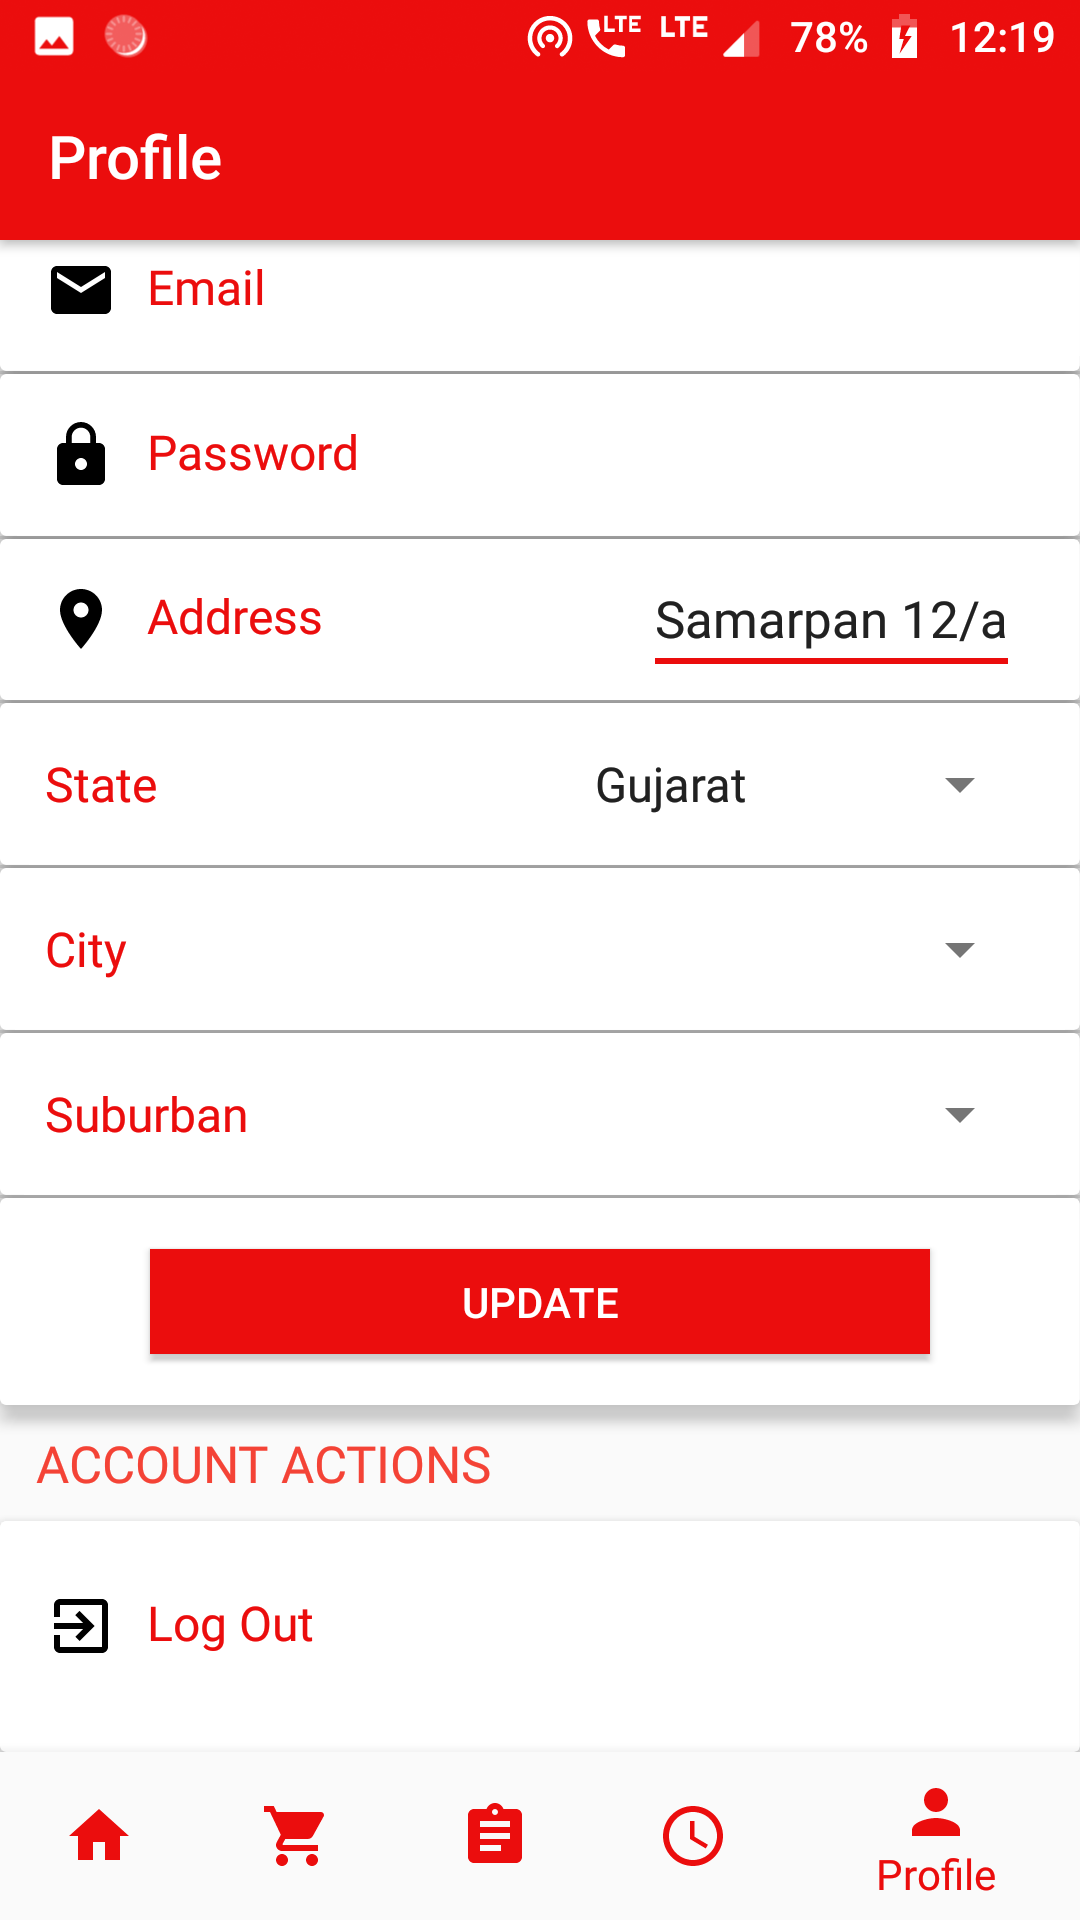 LTE LTE 78% 12:19
Profile
Email
Password
Address Samarpan 12/a
State Gujarat
City
Suburban
UPDATE
ACCOUNT ACTIONS
Log Out
Profile